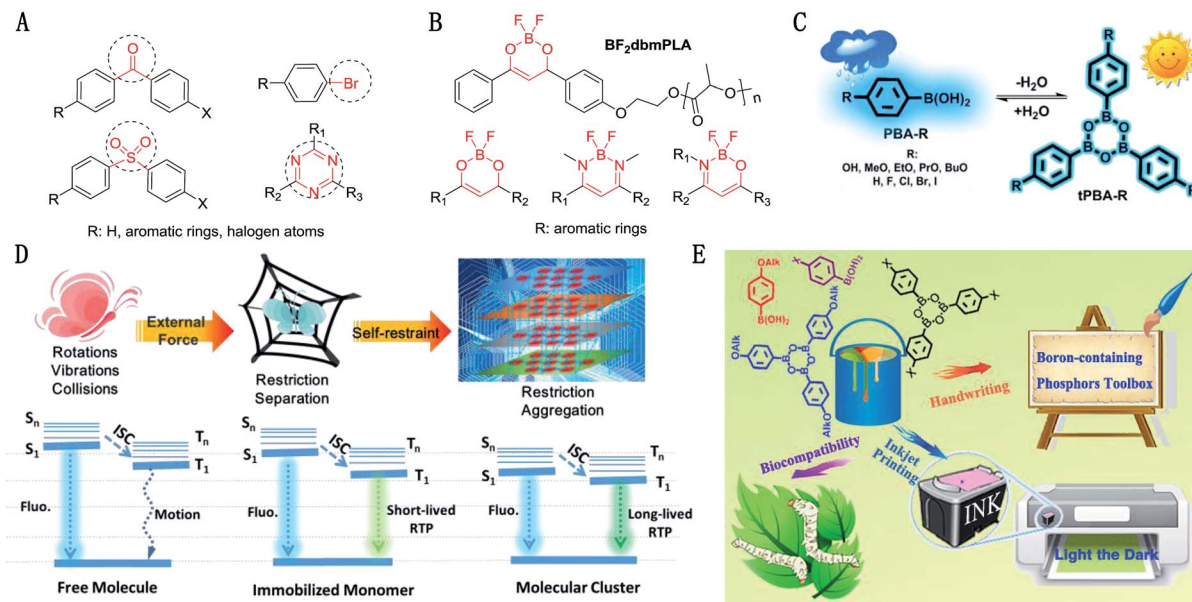 A
O
R
X
R
Br
O
O
S
R
X
R1
N
N
N
R2
R3
R: H, aromatic rings, halogen atoms
B
F
F
B
O
O
BF2dbmPLA
O
O
O
O
n
F
F
B
O
O
R1
R2
F
F
B
N
N
R1
R2
F
F
R1
B
N
O
R2
R3
R: aromatic rings
C
R
B(OH)2
PBA-R
R:
OH, MeO, EtO, PrO, BuO
H, F, Cl, Br, I
-H2O
+H2O
R
B
O
O
B
B
O
R
R
tPBA-R
D
Rotations
Vibrations
Collisions
External
Force
Restriction
Separation
Self-restraint
Restriction
Aggregation
Sn
S1
ISC
Tn
T1
Fluo.
Motion
Free Molecule
Sn
S1
ISC
Tn
T1
Fluo.
Short-lived
RTP
Immobilized Monomer
Sn
S1
ISC
Tn
T1
Fluo.
Long-lived
RTP
Molecular Cluster
E
OAlk
B(OH)2
X
B(OH)2
OAlk
OAlk
B
O
B
O
B
O
AlkO
X
X
B
O
B
O
B
O
X
Handwriting
Boron-containing
Phosphors Toolbox
Biocompatibility
Inkjet
Printing
INK
Light the Dark